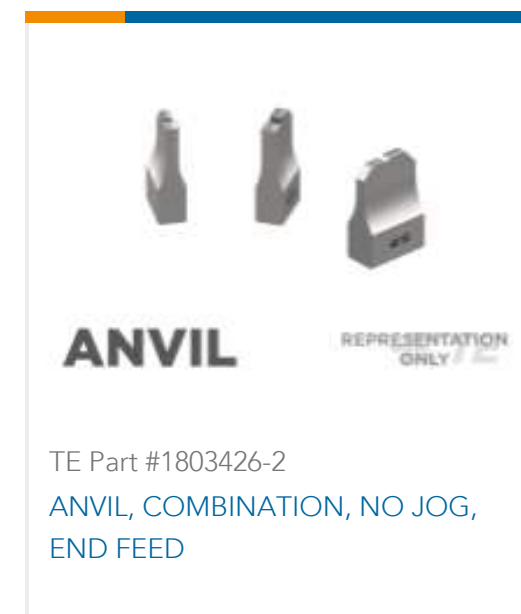 ANVIL
REPRESENTATION
ONLY
TE Part #1803426-2
ANVIL, COMBINATION, NO JOG,
END FEED